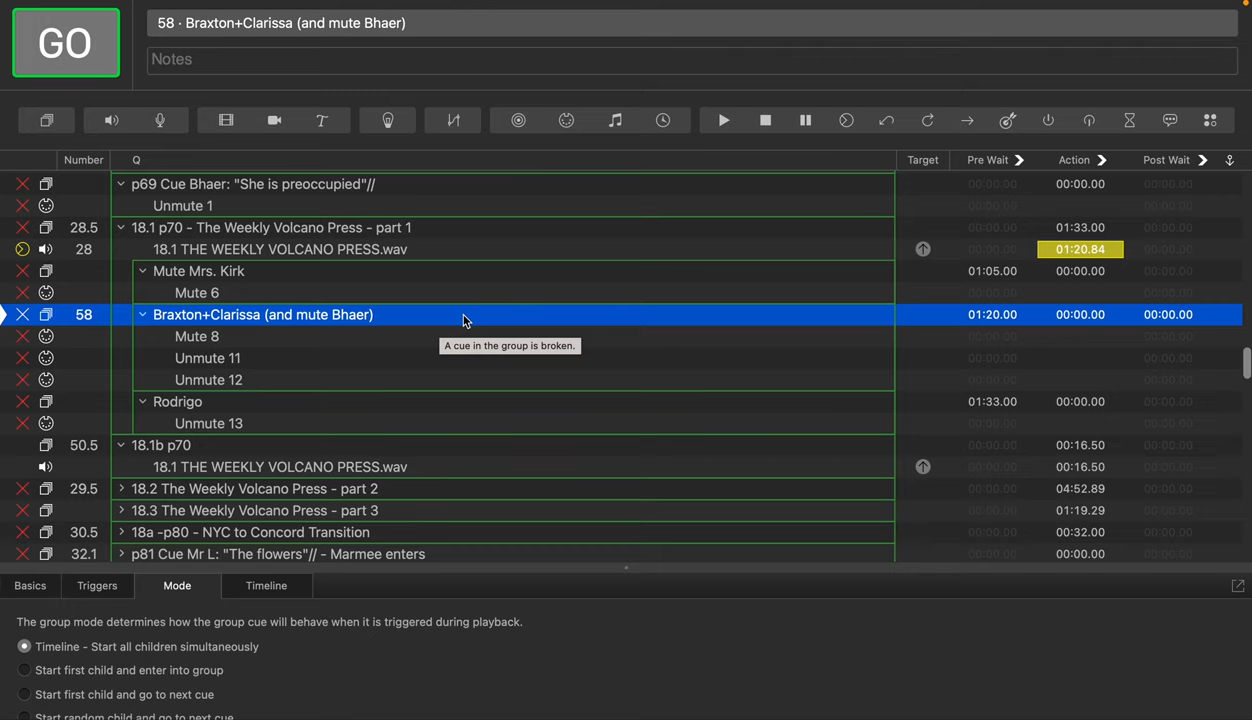 GO
58 · Braxton+Clarissa (and mute Bhaer)
Notes
Number Q Target Pre Wait Action Post Wait
p69 Cue Bhaer: "She is preoccupied"// 00:00.00 00:00.00 00:00.00
Unmute 1
28.5 18.1 p70 - The Weekly Volcano Press - part 1 00:00.00 01:33.00 00:00.00
28 18.1 THE WEEKLY VOLCANO PRESS.wav 00:00.00 01:20.84 00:00.00
Mute Mrs. Kirk 01:05.00 00:00.00 00:00.00
Mute 6 00:00.00 00:00.00 00:00.00
58 Braxton+Clarissa (and mute Bhaer) 01:20.00 00:00.00 00:00.00
Mute 8 00:00.00 00:00.00 00:00.00
A cue in the group is broken.
Unmute 11 00:00.00 00:00.00 00:00.00
Unmute 12 00:00.00 00:00.00 00:00.00
Rodrigo 01:33.00 00:00.00 00:00.00
Unmute 13 00:00.00 00:00.00 00:00.00
50.5 18.1b p70 00:00.00 00:16.50 00:00.00
18.1 THE WEEKLY VOLCANO PRESS.wav 00:00.00 00:16.50 00:00.00
29.5 18.2 The Weekly Volcano Press - part 2 00:00.00 04:52.89 00:00.00
18.3 The Weekly Volcano Press - part 3 00:00.00 01:19.29 00:00.00
30.5 18a -p80 - NYC to Concord Transition 00:00.00 00:32.00 00:00.00
32.1 p81 Cue Mr L: "The flowers"// - Marmee enters 00:00.00 00:00.00 00:00.00
Basics Triggers Mode Timeline
The group mode determines how the group cue will behave when it is triggered during playback.
Timeline - Start all children simultaneously
Start first child and enter into group
Start first child and go to next cue
Start random child and go to next cue